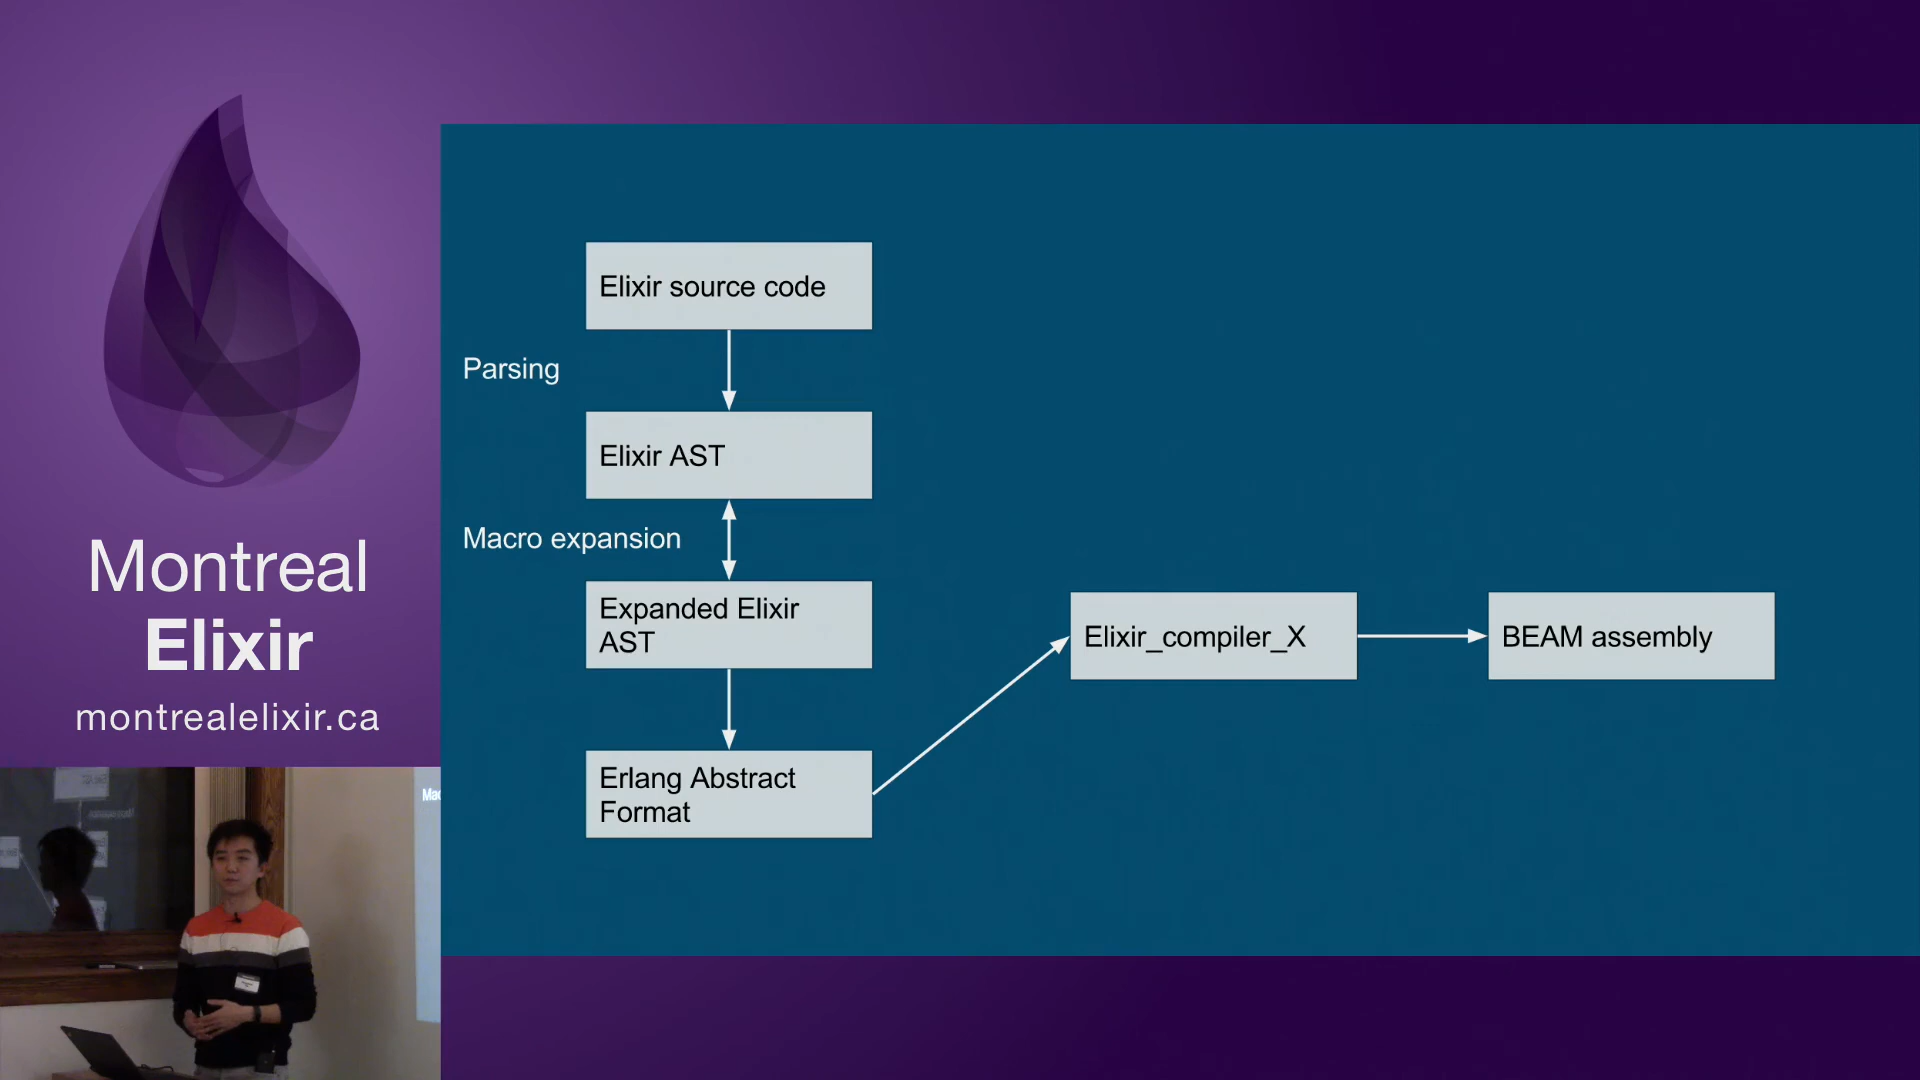 Montreal
Elixir
montrealelixir.ca
Elixir source code
Parsing
Elixir AST
Macro expansion
Expanded Elixir
AST
Erlang Abstract
Format
Elixir_compiler_X
BEAM assembly
Mac